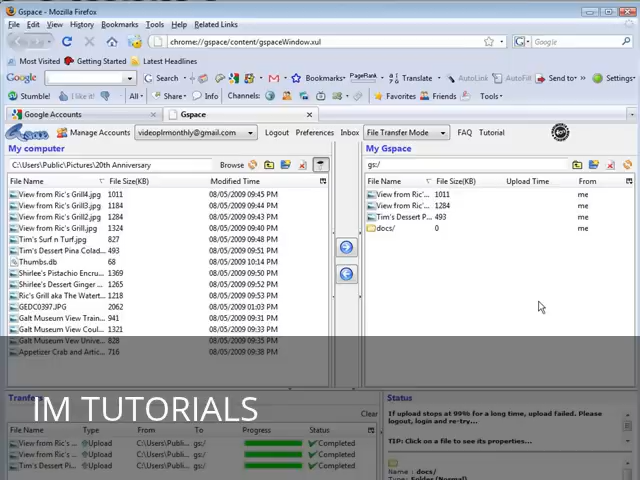 Gspace - Mozilla Firefox
File Edit View History Bookmarks Tools Help Related Links
chrome://gspace/content/gspaceWindow.xul
Google
Most Visited Getting Started Latest Headlines
Google Search Bookmarks PageRank Translate AutoLink AutoFill Send to Settings
Stumble! I like it! All Share Info Channels: Favorites Friends Tools
Google Accounts Gspace
Manage Accounts videoplrmonthly@gmail.com Logout Preferences Inbox File Transfer Mode FAQ Tutorial
My computer My Gspace
C:\Users\Public\Pictures\20th Anniversary Browse gs:/
File Name File Size(KB) Modified Time File Name File Size(KB) Upload Time From
View from Ric's Grill4.jpg 1011 08/05/2009 09:45 PM View from Ric'... 1011 me
View from Ric's Grill3.jpg 1184 08/05/2009 09:44 PM View from Ric'... 1284 me
View from Ric's Grill2.jpg 1284 08/05/2009 09:43 PM Tim's Dessert P... 493 me
View from Ric's Grill.jpg 1324 08/05/2009 09:40 PM docs/ 0 me
Tim's Surf n Turf.jpg 827 08/05/2009 09:48 PM
Tim's Dessert Pina Colad... 493 08/05/2009 09:51 PM
Thumbs.db 68 08/05/2009 10:14 PM
Shirlee's Pistachio Encru... 1369 08/05/2009 09:49 PM
Shirlee's Dessert Ginger ... 1265 08/05/2009 09:50 PM
Ric's Grill aka The Watert... 1218 08/05/2009 09:53 PM
GEDC0397.JPG 2062 08/05/2009 01:03 PM
Galt Museum View Train... 941 08/05/2009 09:31 PM
Galt Museum View Coul... 1321 08/05/2009 09:33 PM
Galt Museum Vew Unive... 828 08/05/2009 09:35 PM
Appetizer Crab and Artic... 716 08/05/2009 09:38 PM
Tranfers Status
IM TUTORIALS
Clear
If upload stops at 99% for a long time, upload failed. Please
logout, login and re-try...
File Name Type From To Progress Status
TIP: Click on a file to see its properties...
View from Ric's ... Upload C:\Users\Publi... gs:/ Completed
View from Ric's ... Upload C:\Users\Publi... gs:/ Completed
Tim's Dessert Pi... Upload C:\Users\Publi... gs:/ Completed
Name : docs/
Type: Folder(Normal)